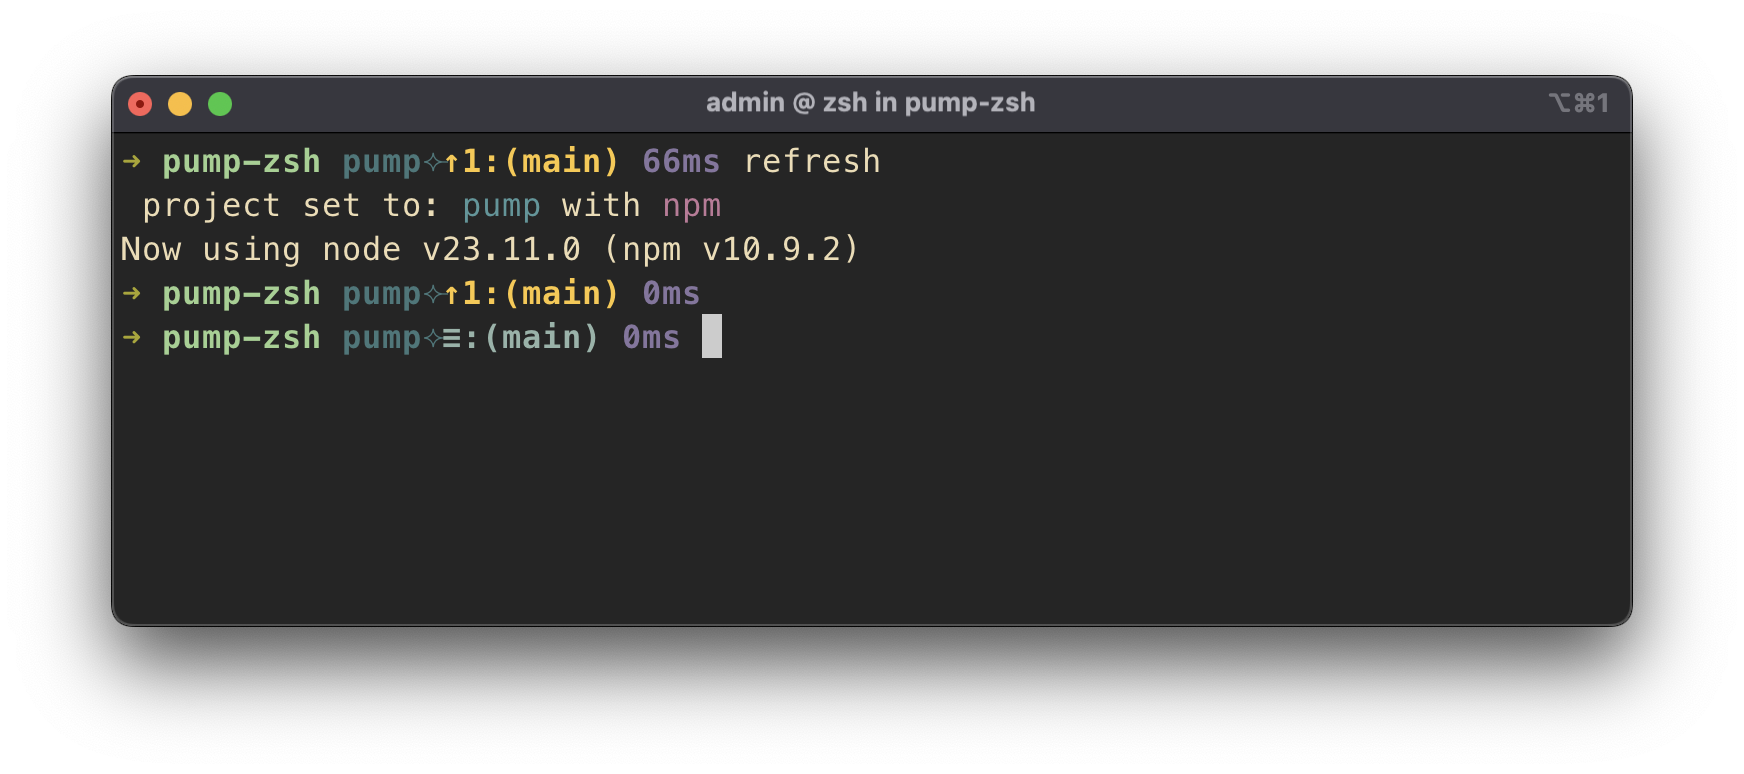 admin @ zsh in pump-zsh ⌥⌘1
➜ pump-zsh pump✧↑1:(main) 66ms refresh
project set to: pump with npm
Now using node v23.11.0 (npm v10.9.2)
➜ pump-zsh pump✧↑1:(main) 0ms
➜ pump-zsh pump✧≡:(main) 0ms